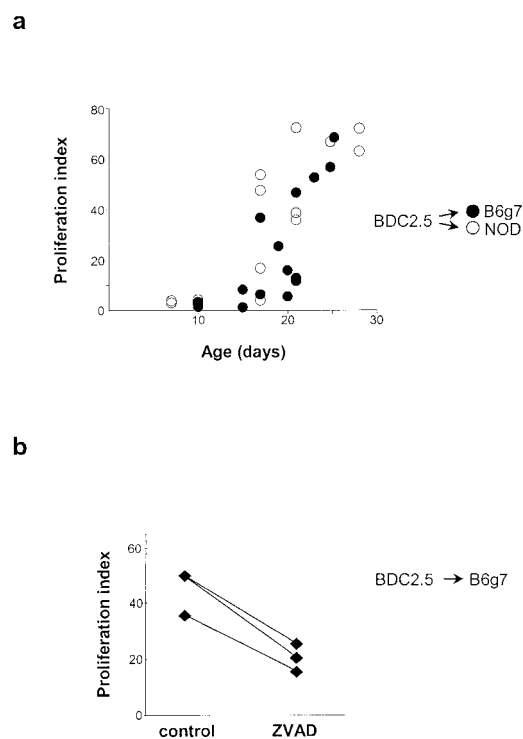 a
80
60
40
20
0
10
20
30
Proliferation index
Age (days)
BDC2.5
B6g7
NOD
b
60
40
20
0
Proliferation index
control
ZVAD
BDC2.5 → B6g7